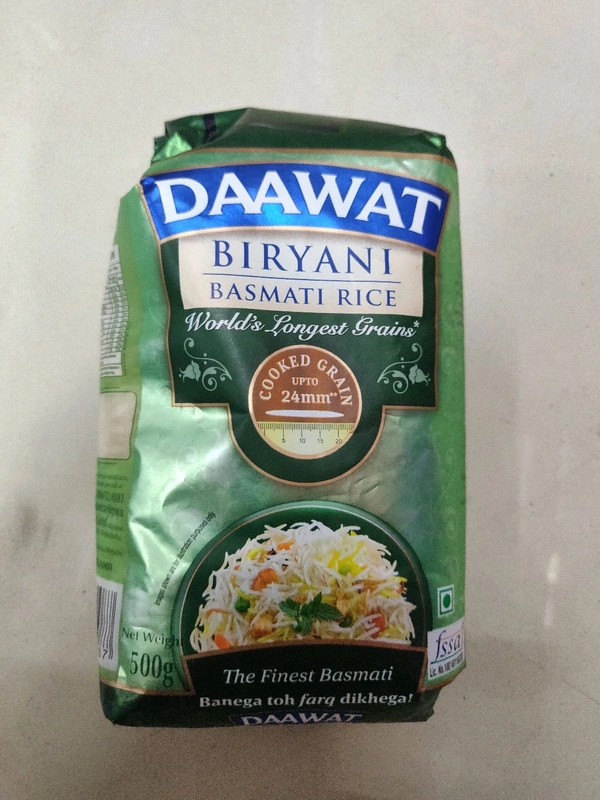 DAAWAT
BIRYANI
BASMATI RICE
World's Longest Grains*
COOKED GRAIN
UPTO
24mm**
5 10 15 20
Net Weight
500g
fssa
The Finest Basmati
Banega toh farq dikhega!
DAAWAT